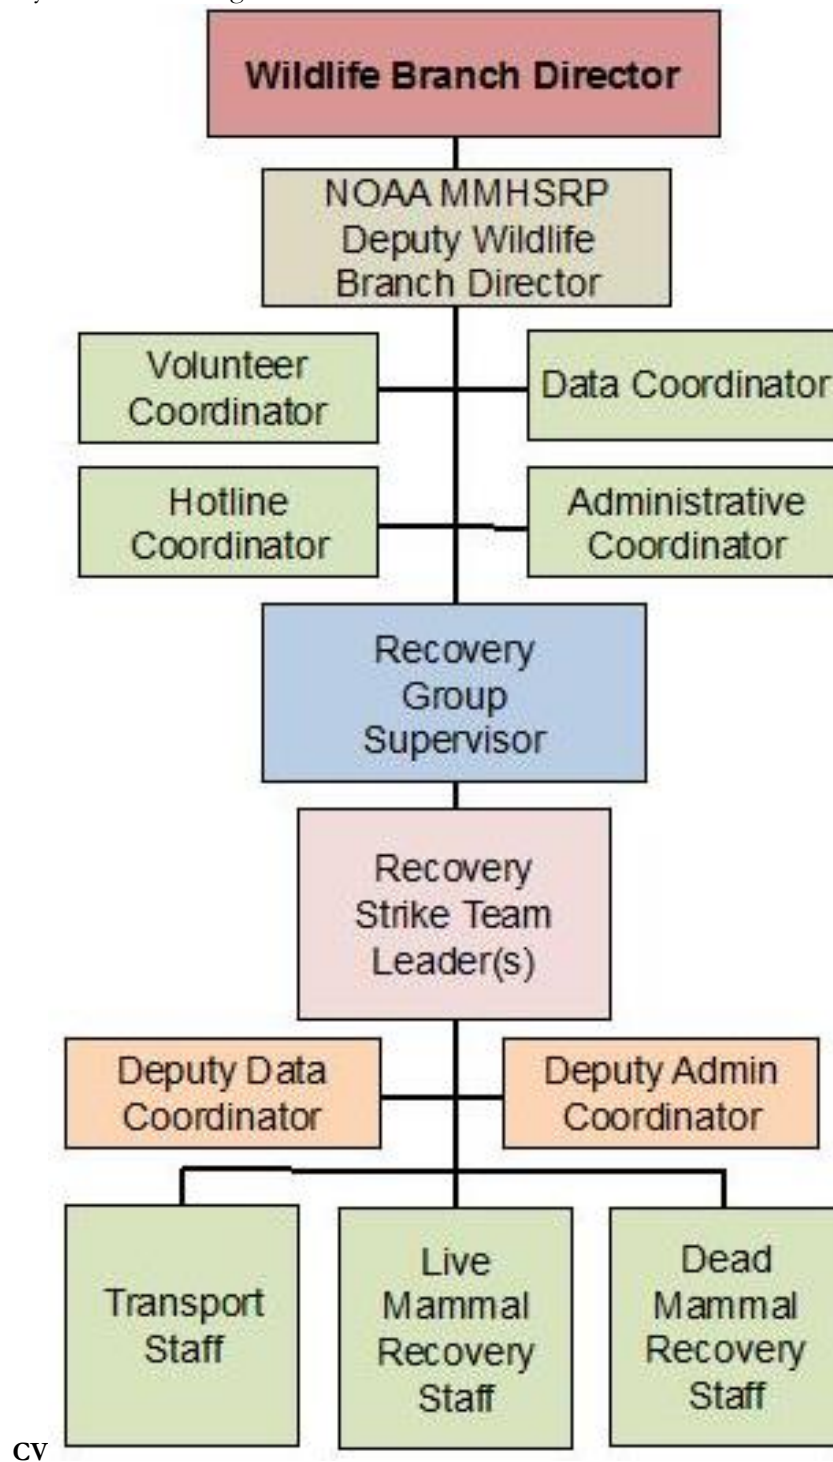 Wildlife Branch Director
NOAA MMHSRP
Deputy Wildlife
Branch Director
Volunteer
Coordinator
Data Coordinator
Hotline
Coordinator
Administrative
Coordinator
Recovery
Group
Supervisor
Recovery
Strike Team
Leader(s)
Deputy Data
Coordinator
Deputy Admin
Coordinator
Transport
Staff
Live
Mammal
Recovery
Staff
Dead
Mammal
Recovery
Staff
CV